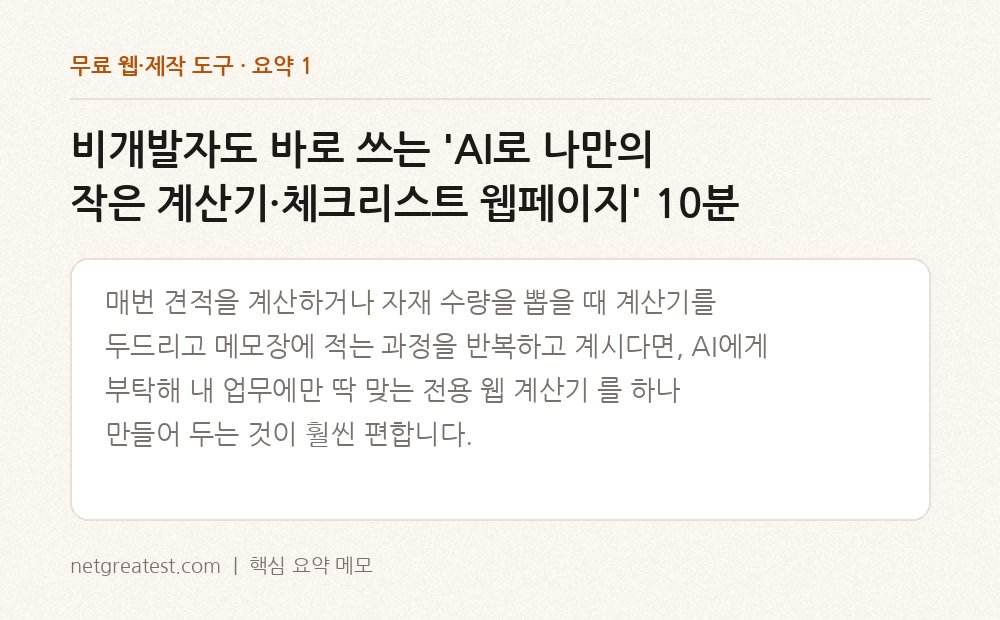 무료 웹·제작 도구 · 요약 1
비개발자도 바로 쓰는 'AI로 나만의
작은 계산기·체크리스트 웹페이지' 10분
매번 견적을 계산하거나 자재 수량을 뽑을 때 계산기를
두드리고 메모장에 적는 과정을 반복하고 계시다면, AI에게
부탁해 내 업무에만 딱 맞는 전용 웹 계산기 를 하나
만들어 두는 것이 훨씬 편합니다.
netgreatest.com | 핵심 요약 메모